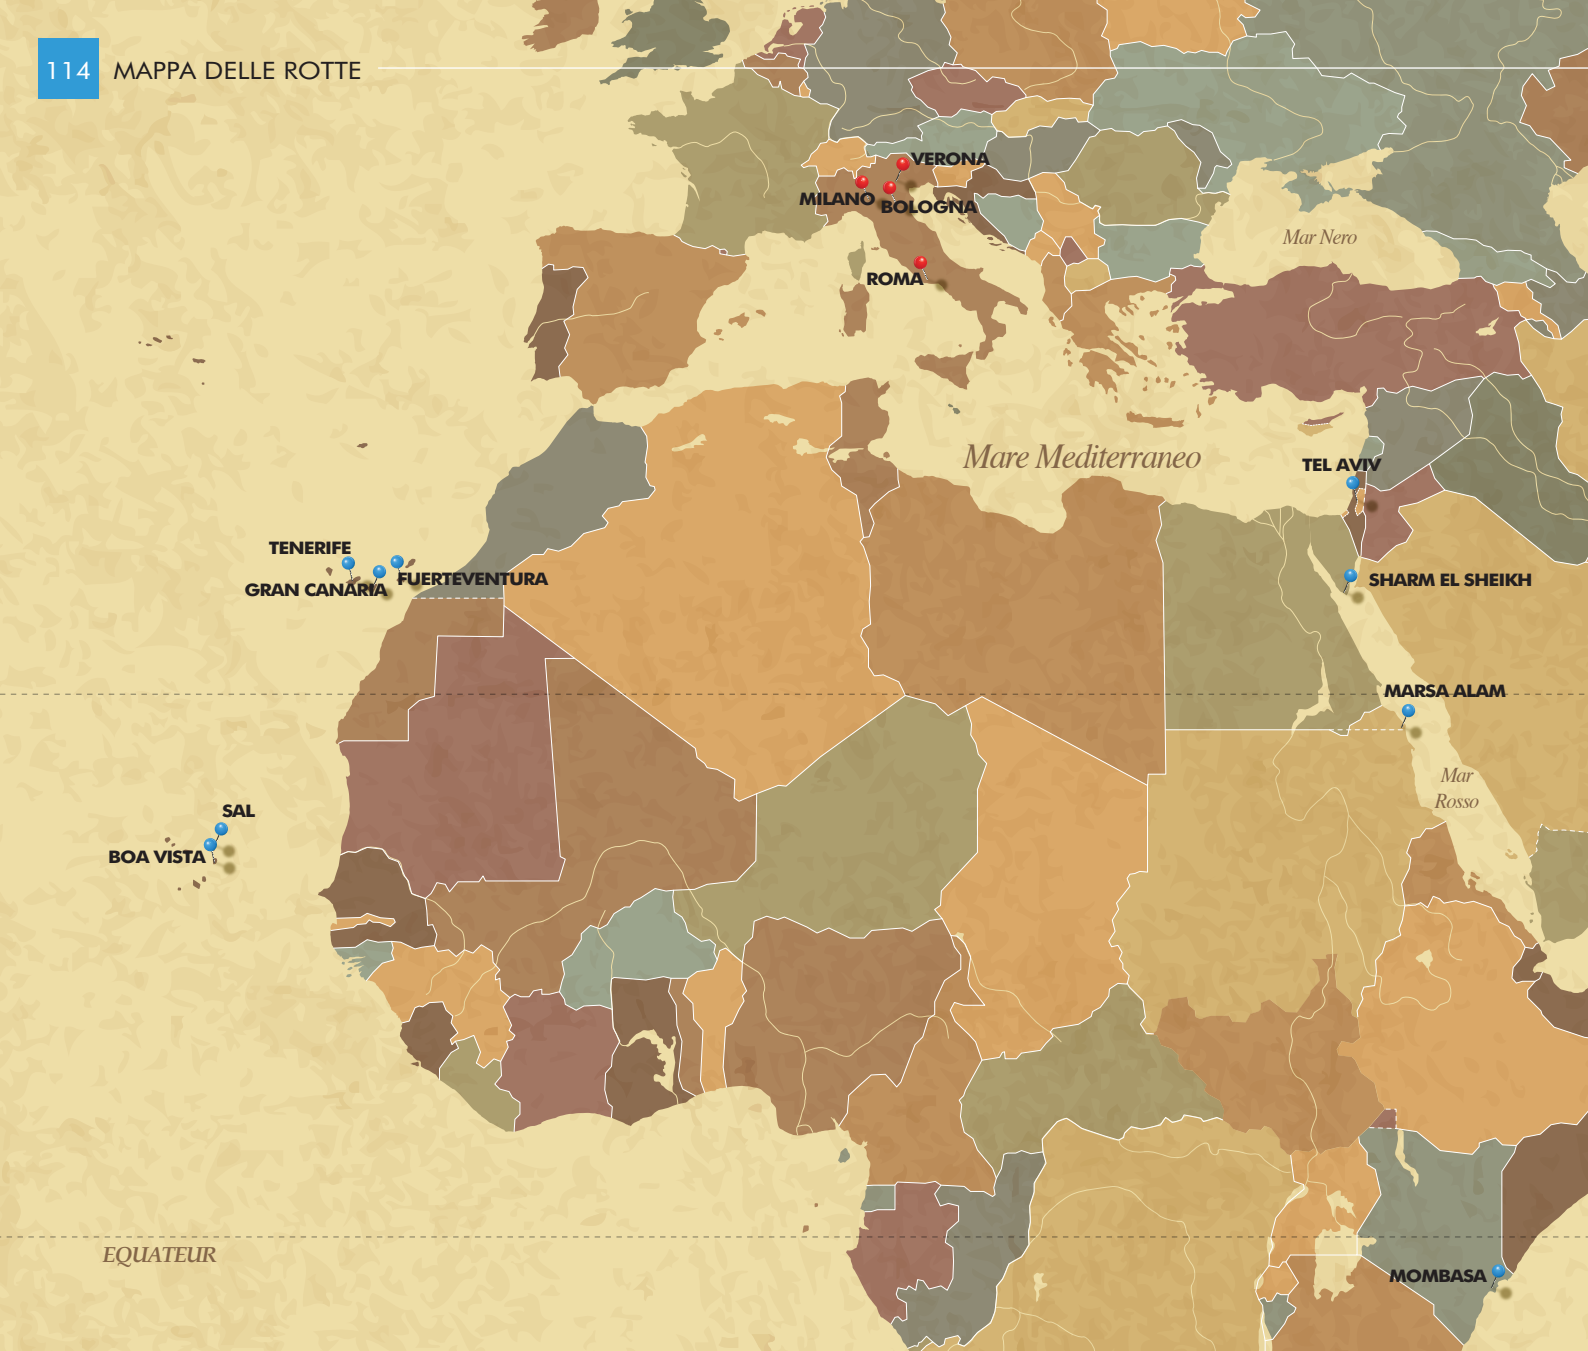 114 MAPPA DELLE ROTTE
VERONA
MILANO
BOLOGNA
Mar Nero
ROMA
Mare Mediterraneo
TEL AVIV
TENERIFE
FUERTEVENTURA
GRAN CANARIA
SHARM EL SHEIKH
MARSA ALAM
Mar
Rosso
SAL
BOA VISTA
EQUATEUR
MOMBASA